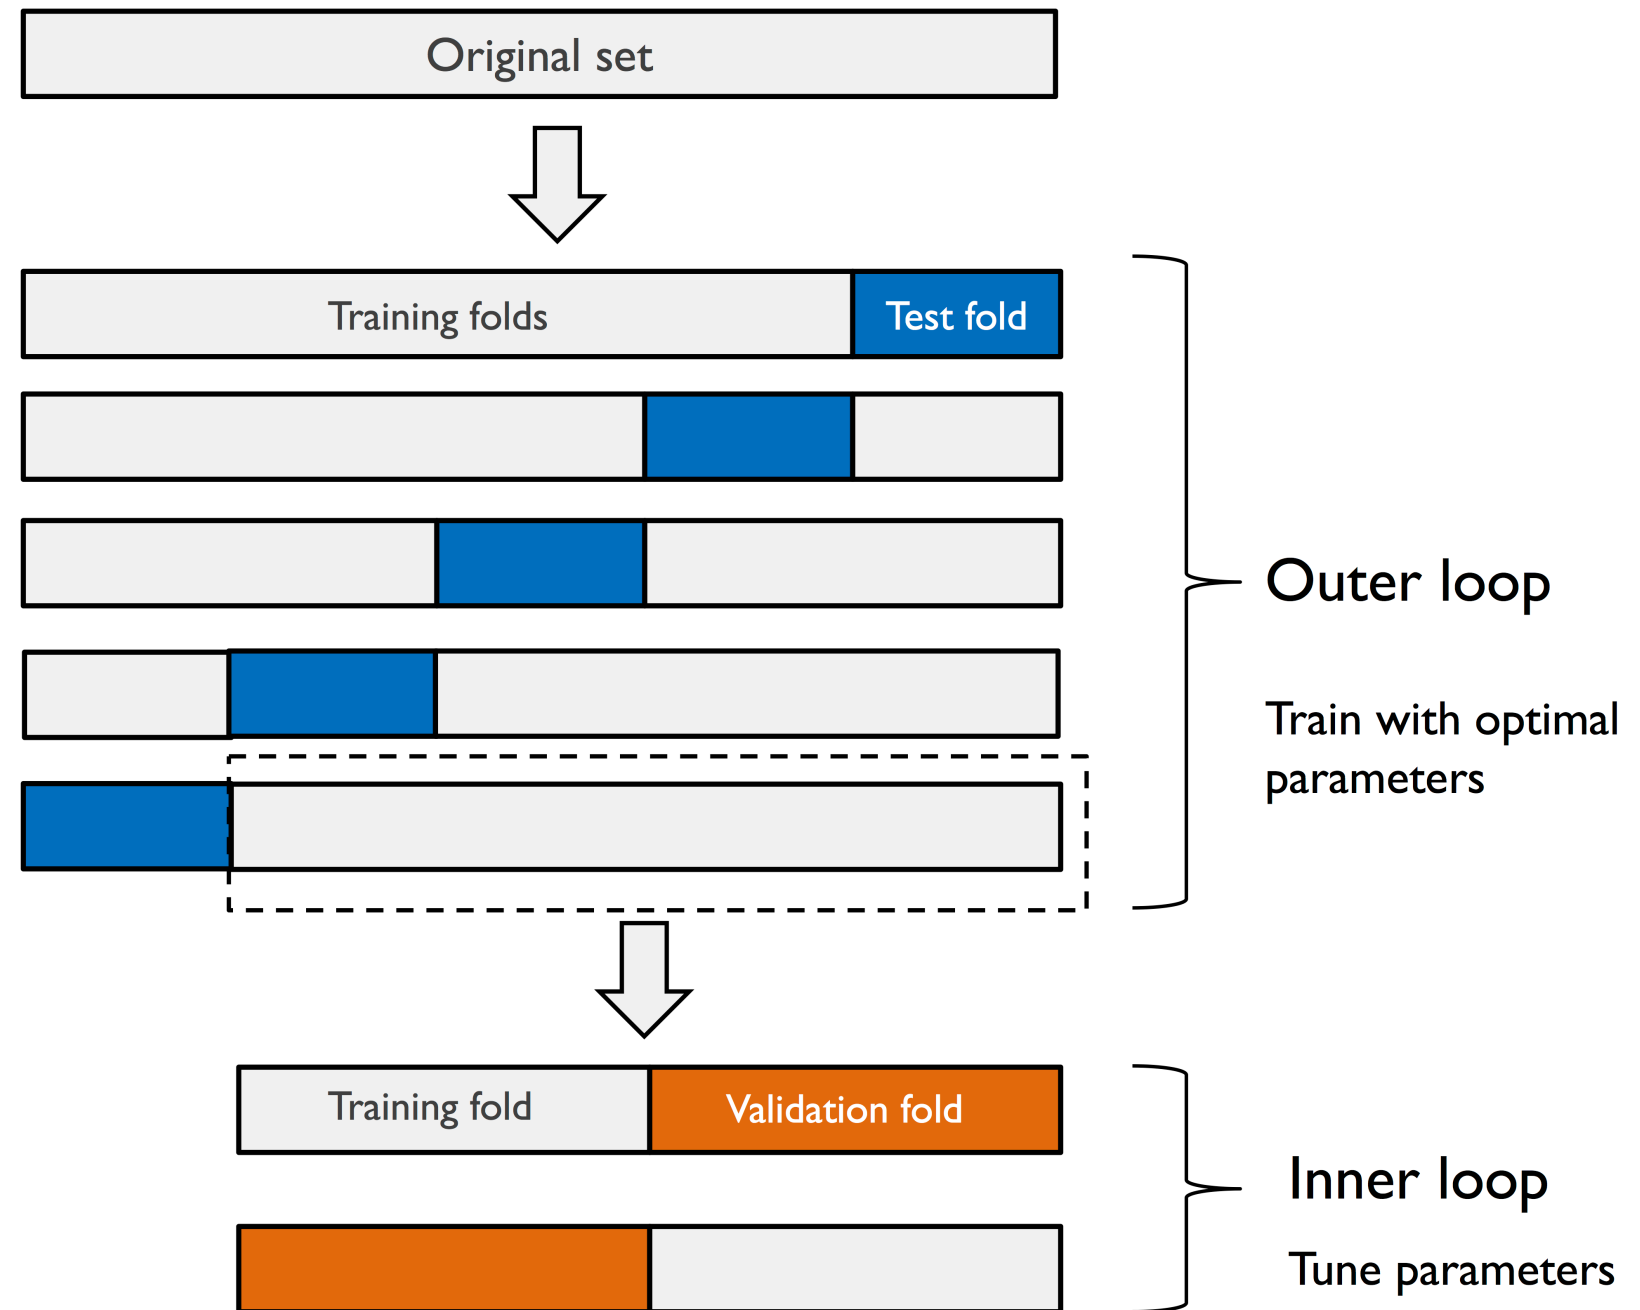 Original set
Training folds
Test fold
Outer loop
Train with optimal
parameters
Training fold
Validation fold
Inner loop
Tune parameters